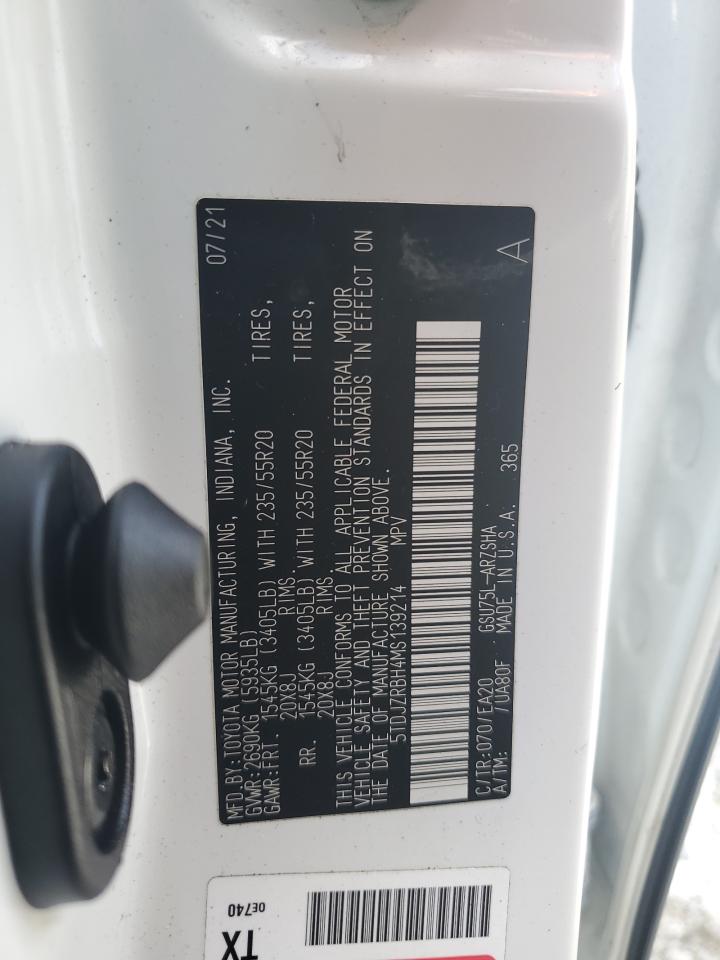 MFD.BY:TOYOTA MOTOR MANUFACTURING, INDIANA, INC. 07/21
GVWR:2690KG (5935LB)
GAWR:FRT. 1545KG (3405LB) WITH 235/55R20 TIRES,
20X8J RIMS.
RR. 1545KG (3405LB) WITH 235/55R20 TIRES,
20X8J RIMS.
THIS VEHICLE CONFORMS TO ALL APPLICABLE FEDERAL MOTOR
VEHICLE SAFETY AND THEFT PREVENTION STANDARDS IN EFFECT ON
THE DATE OF MANUFACTURE SHOWN ABOVE.
5TDJZRBH4MS139214 MPV
C/TR:070/EA20 GSU75L-ARZSHA
A/TM: /UA80F MADE IN U.S.A. 365 A
0E740
TX